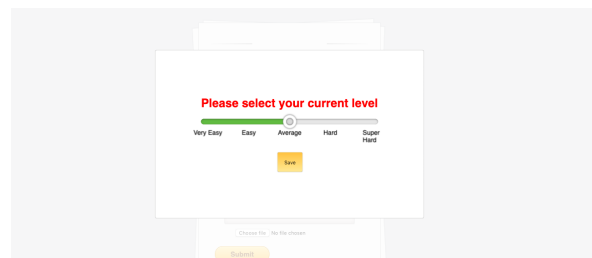 Please select your current level
Very Easy Easy Average Hard Super Hard
Save
Choose file No file chosen
Submit